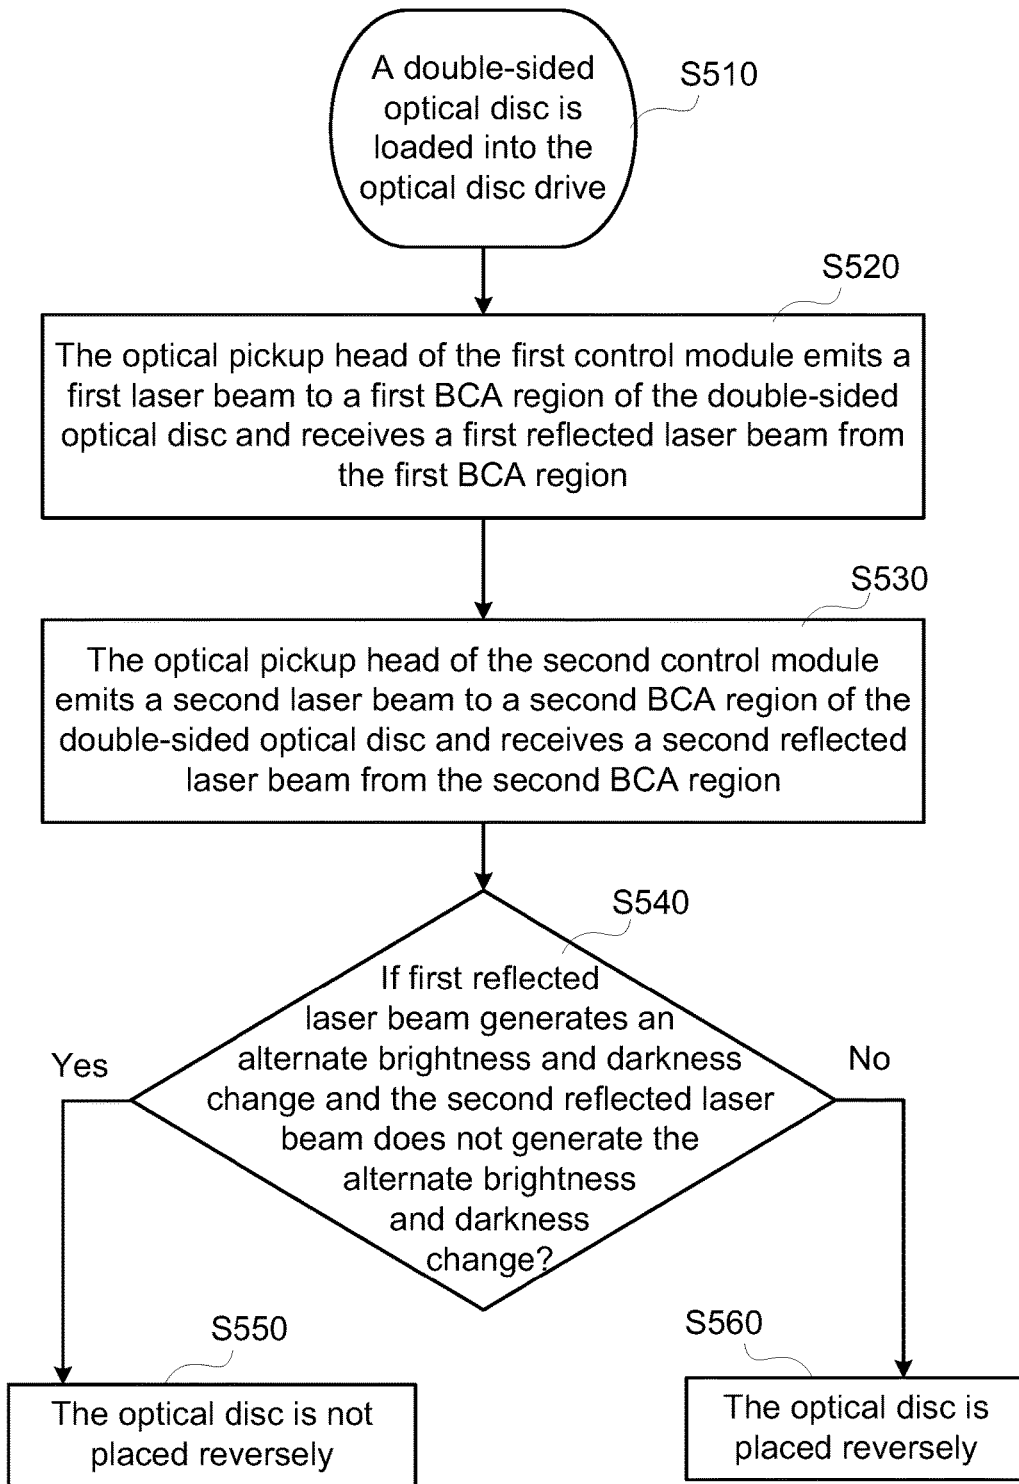 A double-sided
optical disc is
loaded into the
optical disc drive
S510
S520
The optical pickup head of the first control module emits a
first laser beam to a first BCA region of the double-sided
optical disc and receives a first reflected laser beam from
the first BCA region
S530
The optical pickup head of the second control module
emits a second laser beam to a second BCA region of the
double-sided optical disc and receives a second reflected
laser beam from the second BCA region
S540
If first reflected
laser beam generates an
alternate brightness and darkness
change and the second reflected laser
beam does not generate the
alternate brightness
and darkness
change?
Yes
No
S550
The optical disc is not
placed reversely
S560
The optical disc is
placed reversely